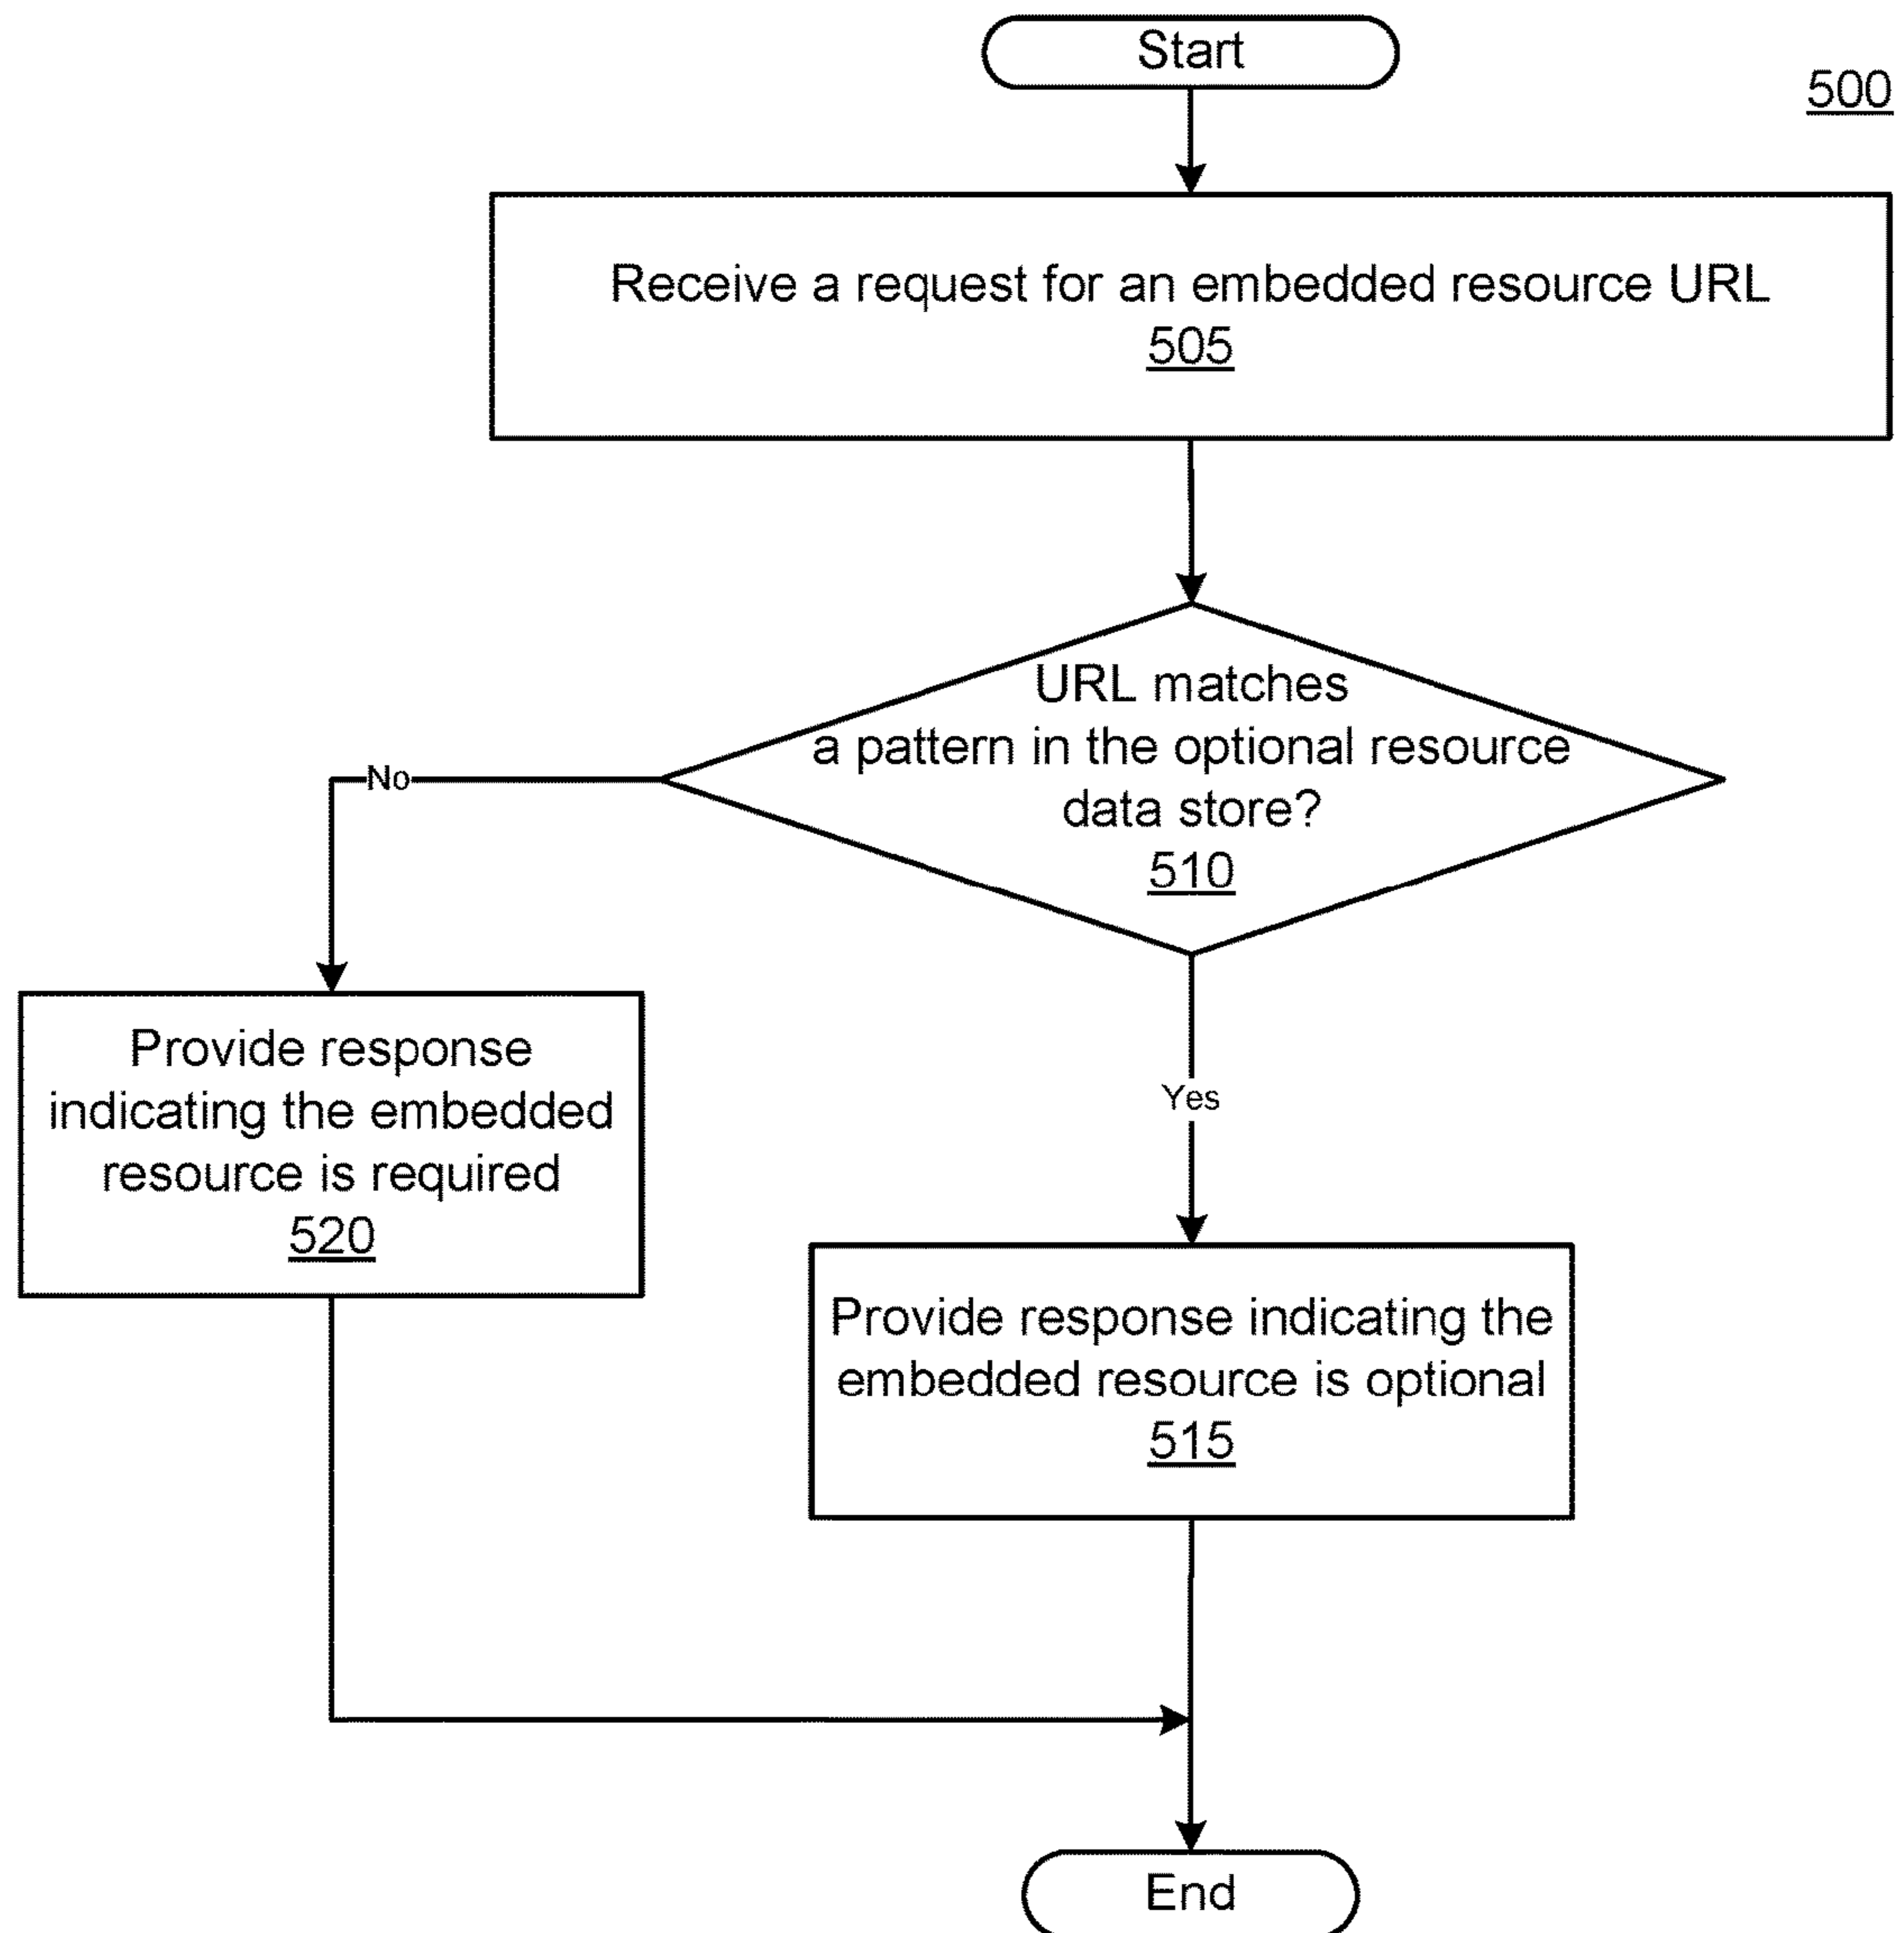 Start
500
Receive a request for an embedded resource URL
505
URL matches
a pattern in the optional resource
data store?
510
No
Yes
Provide response
indicating the embedded
resource is required
520
Provide response indicating the
embedded resource is optional
515
End